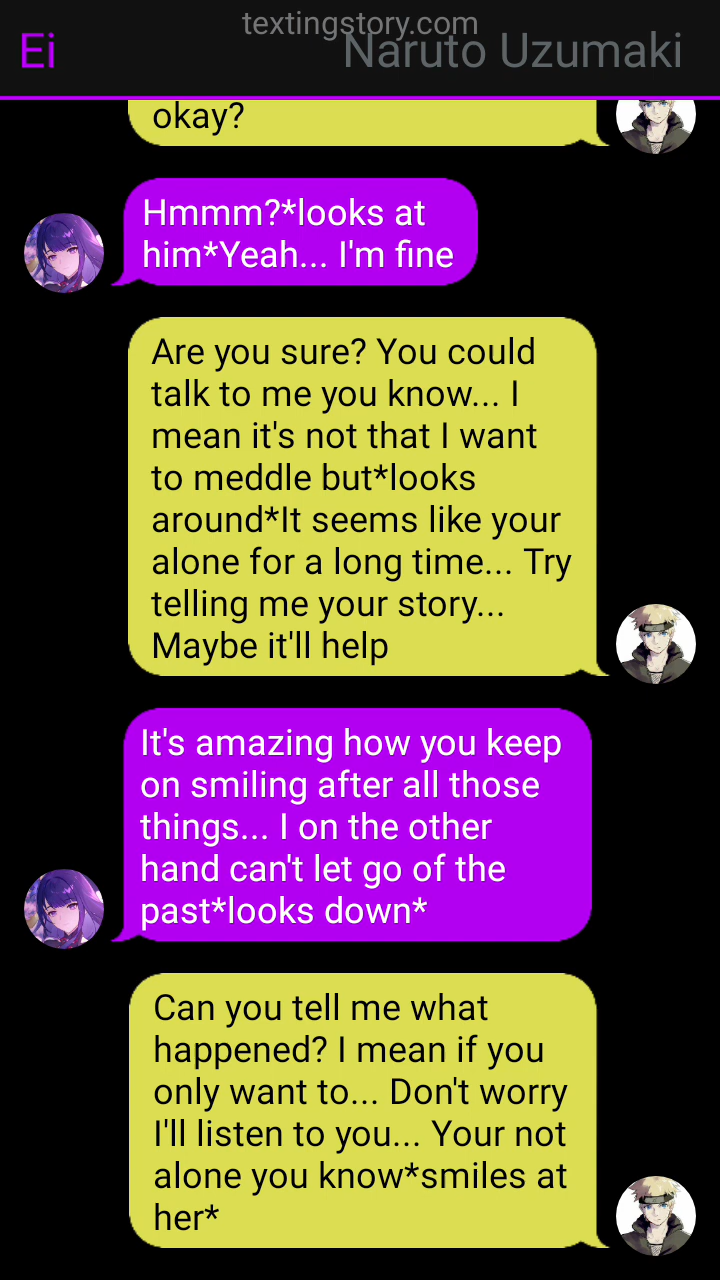 textingstory.com
Ei
Naruto Uzumaki
okay?
Hmmm?*looks at
him*Yeah... I'm fine
Are you sure? You could
talk to me you know... I
mean it's not that I want
to meddle but*looks
around*It seems like your
alone for a long time... Try
telling me your story...
Maybe it'll help
It's amazing how you keep
on smiling after all those
things... I on the other
hand can't let go of the
past*looks down*
Can you tell me what
happened? I mean if you
only want to... Don't worry
I'll listen to you... Your not
alone you know*smiles at
her*